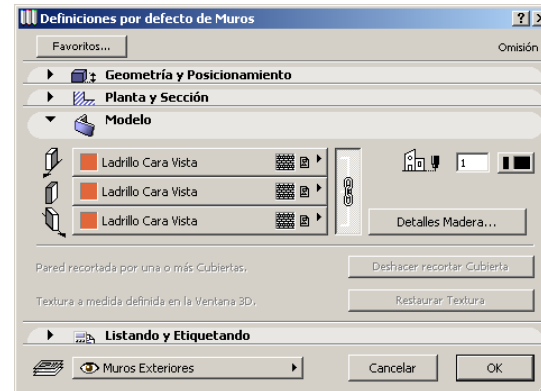 Definiciones por defecto de Muros
Favoritos...
Omisión
Geometría y Posicionamiento
Planta y Sección
Modelo
Ladrillo Cara Vista
1
Ladrillo Cara Vista
Ladrillo Cara Vista
Detalles Madera...
Pared recortada por una o más Cubiertas.
Deshacer recortar Cubierta
Textura a medida definida en la Ventana 3D.
Restaurar Textura
Listando y Etiquetando
Muros Exteriores
Cancelar
OK